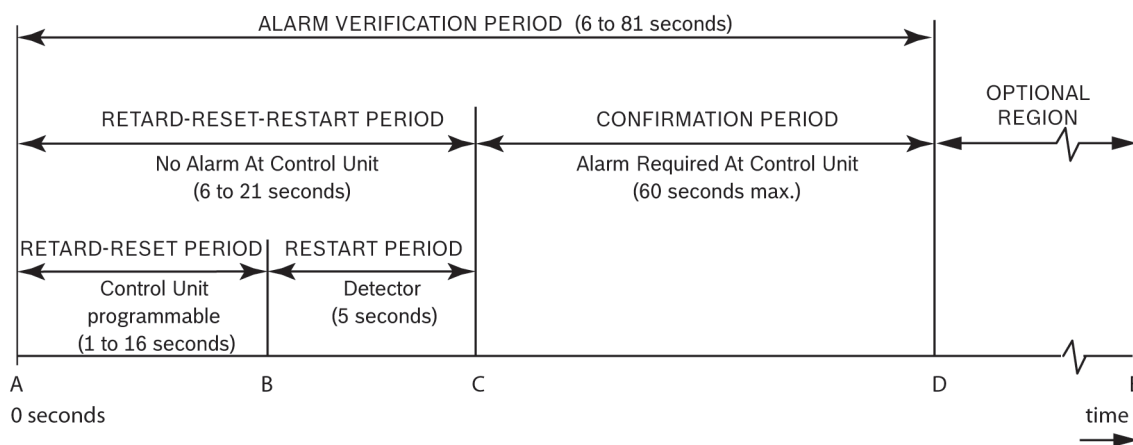 ALARM VERIFICATION PERIOD (6 to 81 seconds)
RETARD-RESET-RESTART PERIOD
No Alarm At Control Unit
(6 to 21 seconds)
CONFIRMATION PERIOD
Alarm Required At Control Unit
(60 seconds max.)
OPTIONAL
REGION
RETARD-RESET PERIOD
Control Unit
programmable
(1 to 16 seconds)
RESTART PERIOD
Detector
(5 seconds)
A B C D
0 seconds
time